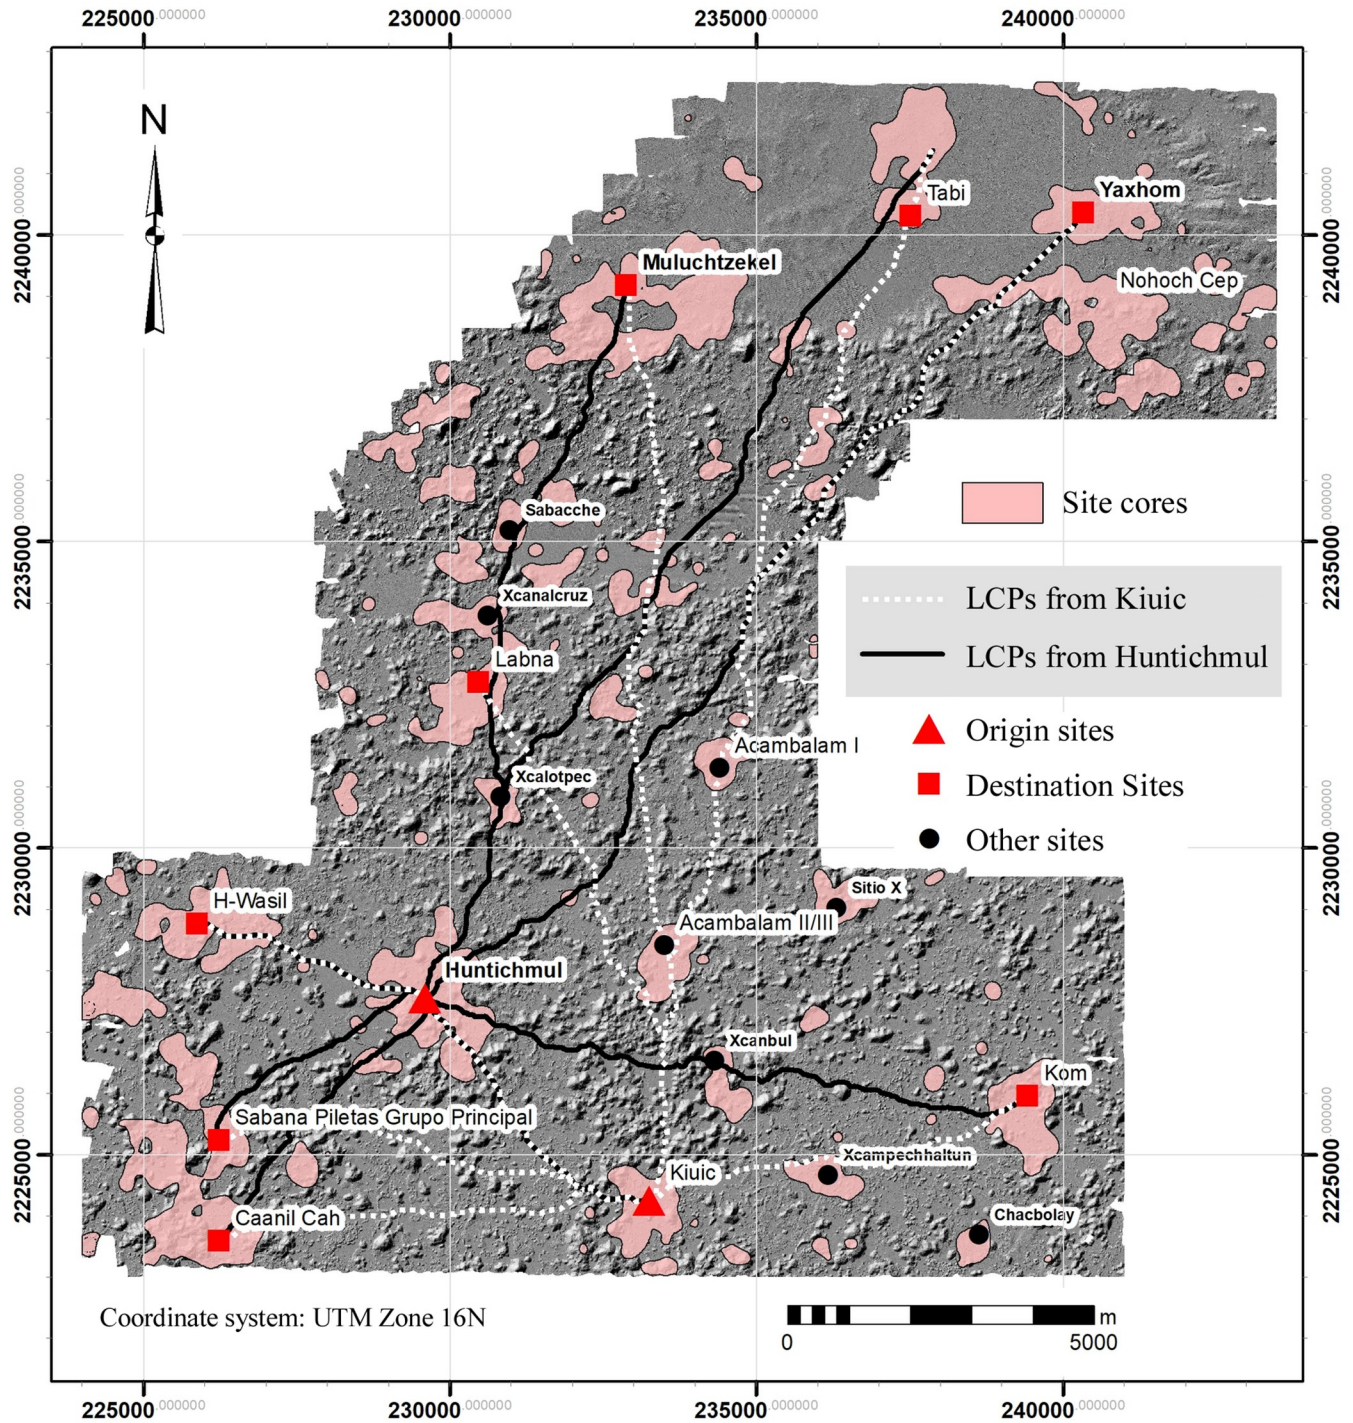 225000.000000 230000.000000 235000.000000 240000.000000
N
Tabi
Yaxhom
2240000.000000
2240000.000000
Muluchtzekel
Nohoch Cep
Site cores
Sabacche
2235000.000000
2235000.000000
Xcanalcruz
LCPs from Kiuic
Labna
LCPs from Huntichmul
Origin sites
Acambalam I
Xcalotpec
Destination Sites
Other sites
2230000.000000
2230000.000000
Sitio X
H-Wasil
Acambalam II/III
Huntichmul
Xcanbul
Kom
Sabana Piletas Grupo Principal
2225000.000000
2225000.000000
Xcampechhaltun
Kiuic
Caanil Cah
Chacbolay
Coordinate system: UTM Zone 16N
m
0 5000
225000.000000 230000.000000 235000.000000 240000.000000